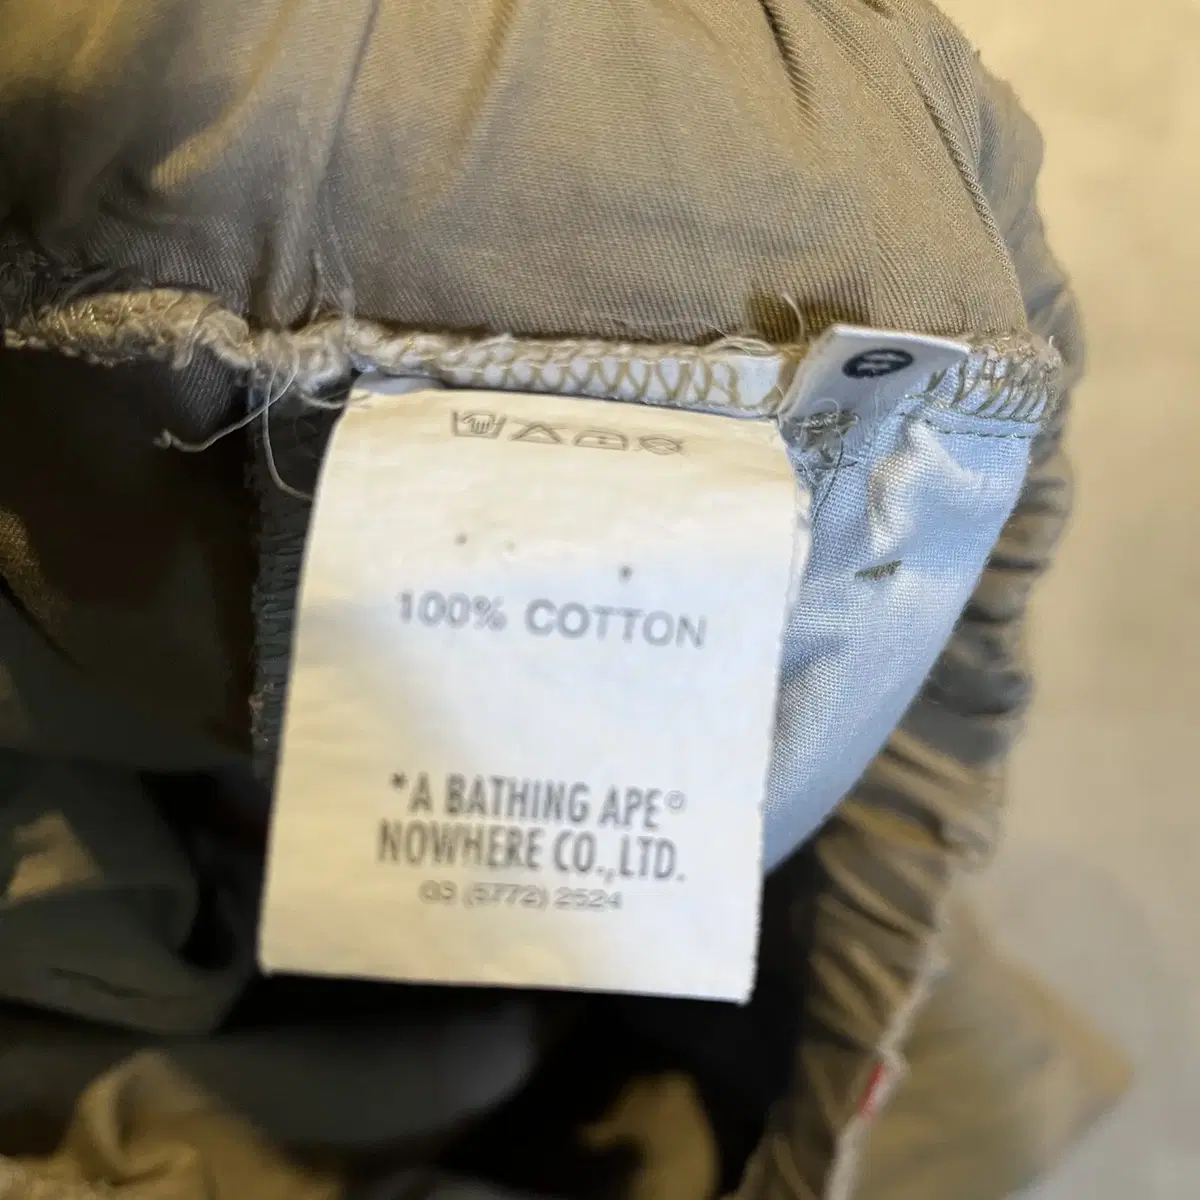 100% COTTON
*A BATHING APE©
NOWHERE CO.,LTD.
03 (5772) 2524